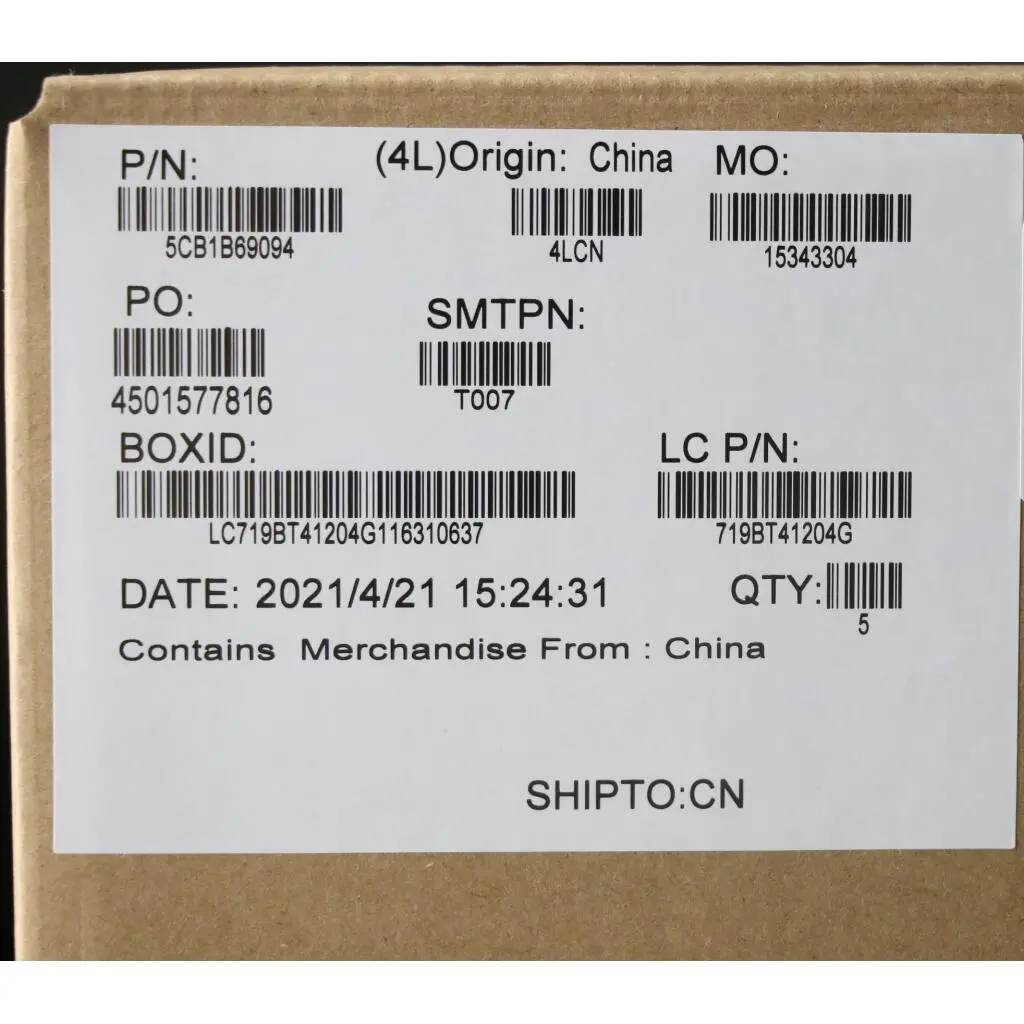 P/N: (4L)Origin: China MO:
5CB1B69094 4LCN 15343304
PO: SMTPN:
4501577816 T007
BOXID: LC P/N:
LC719BT41204G116310637 719BT41204G
DATE: 2021/4/21 15:24:31 QTY:
5
Contains Merchandise From : China
SHIPTO:CN